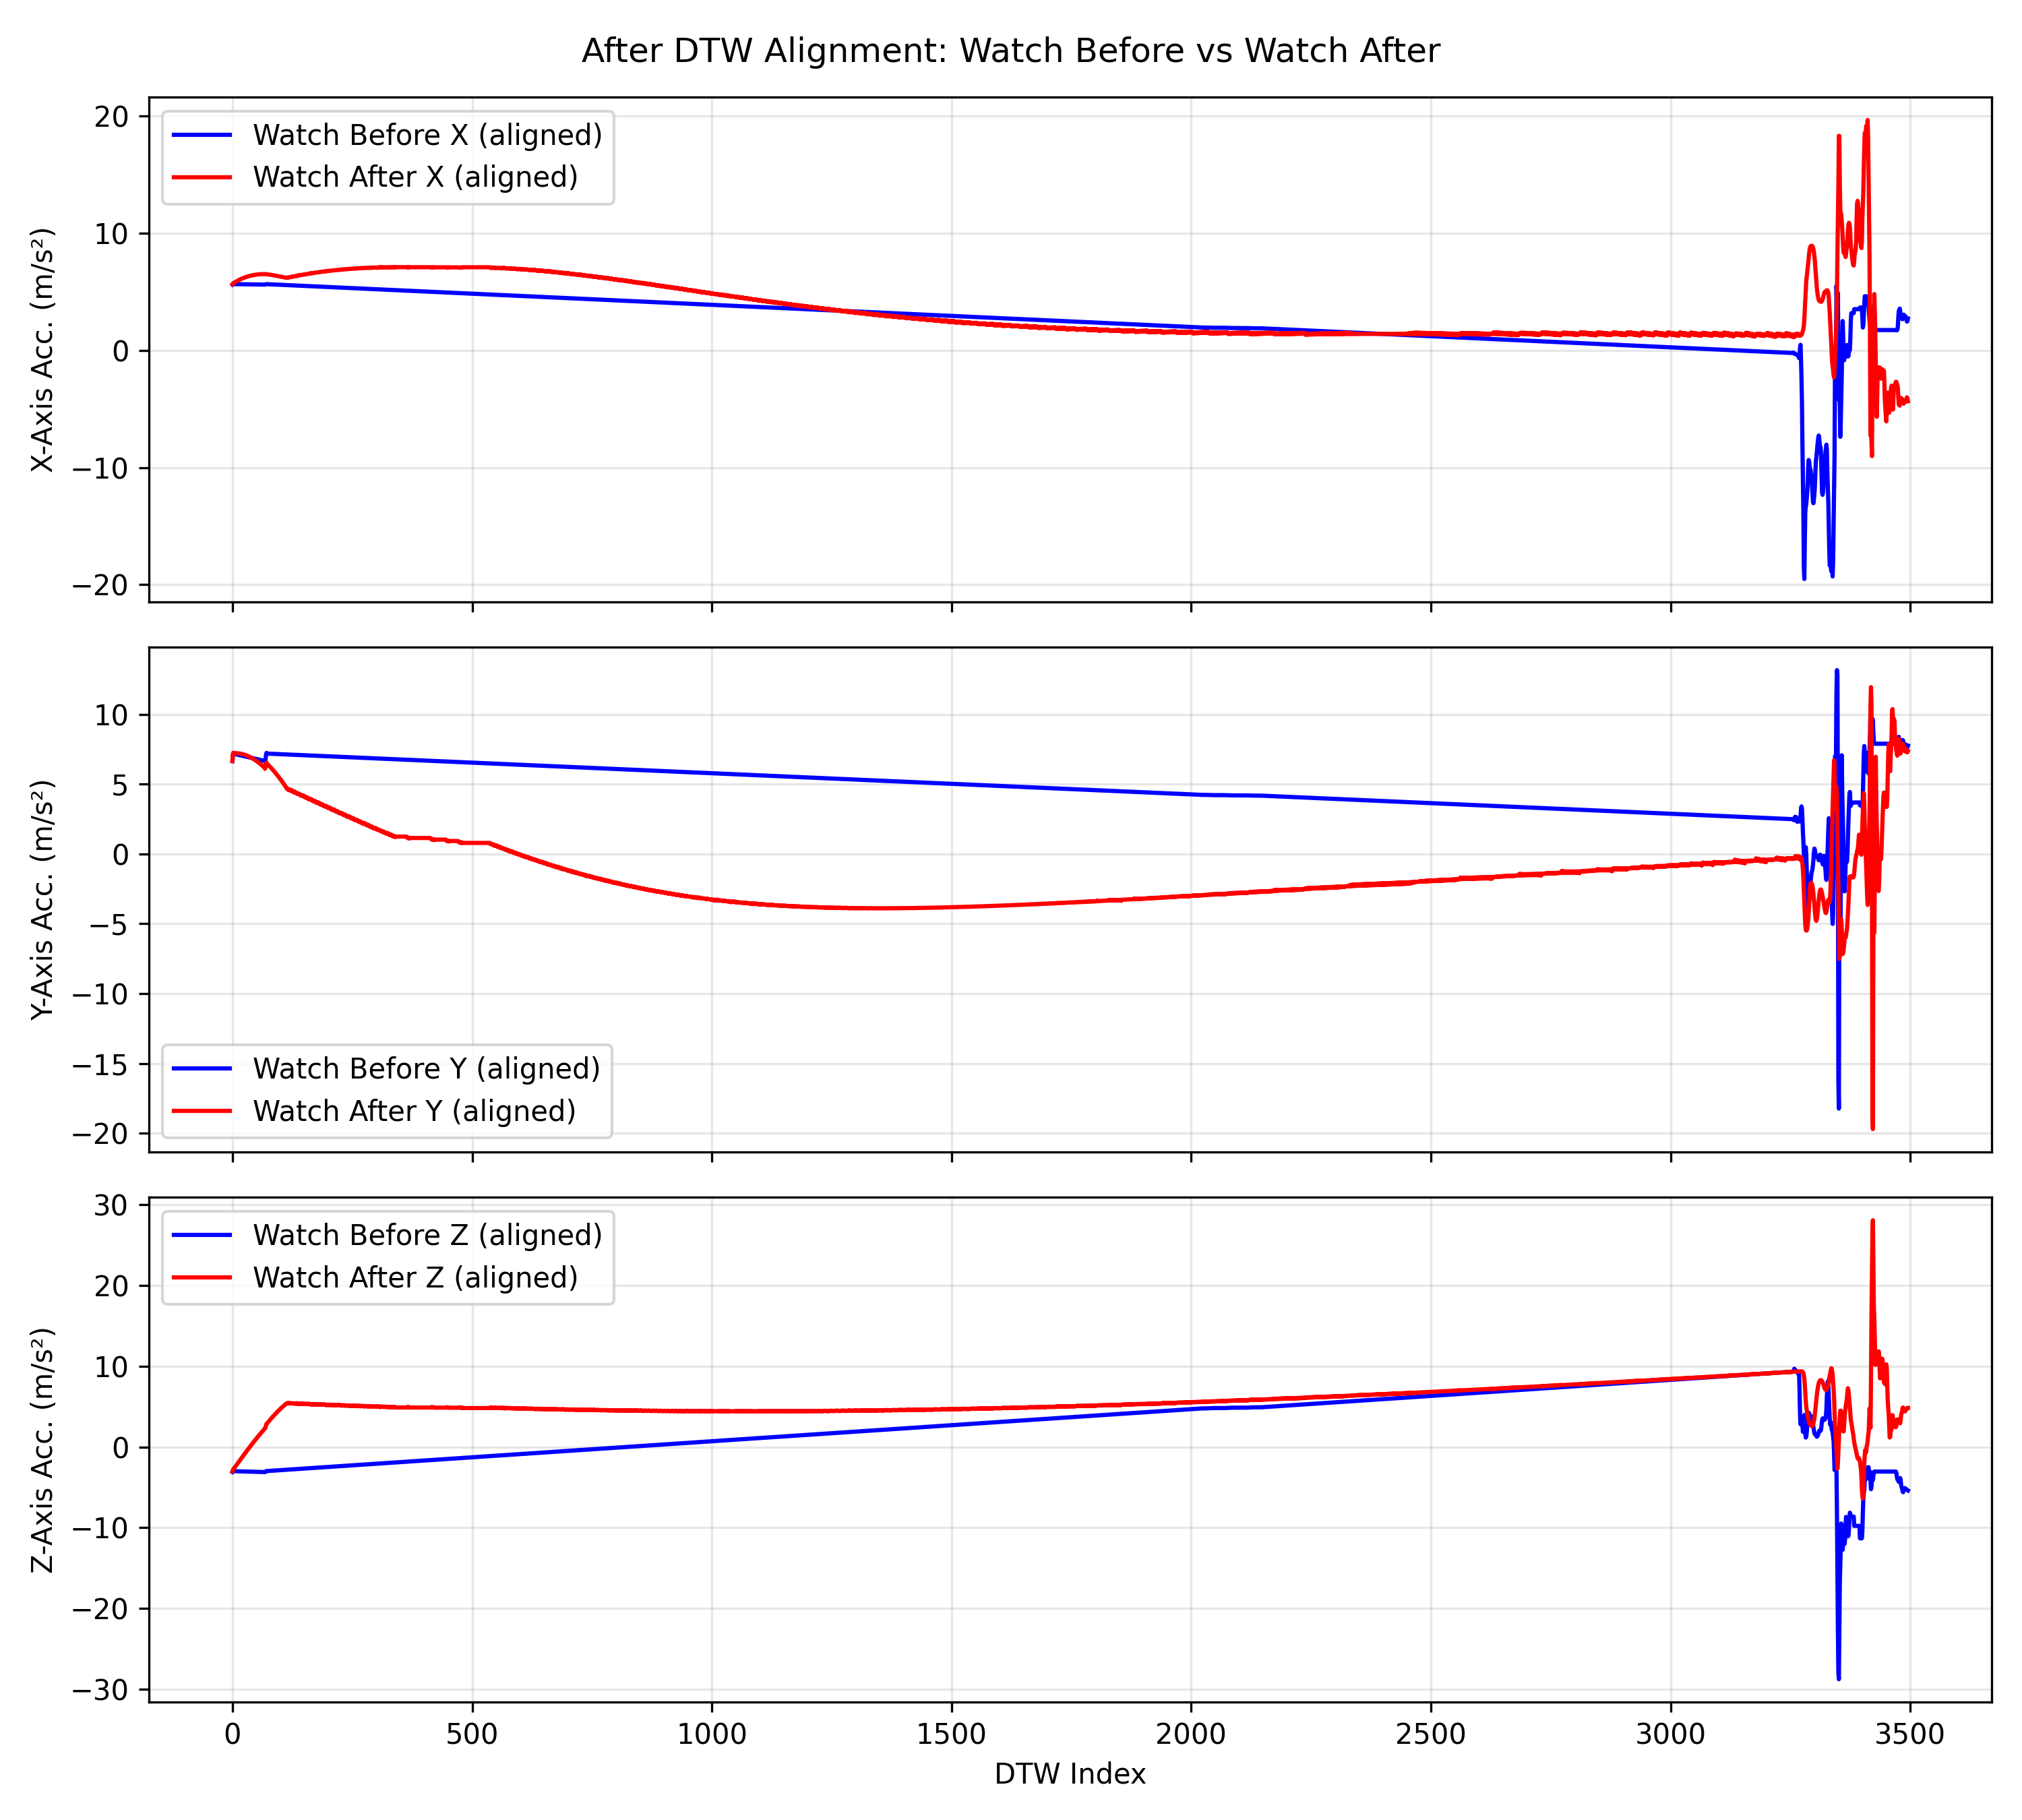 After DTW Alignment: Watch Before vs Watch After
20
10
0
−10
−20
X-Axis Acc. (m/s²)
Watch Before X (aligned)
Watch After X (aligned)
10
5
0
−5
−10
−15
−20
Y-Axis Acc. (m/s²)
Watch Before Y (aligned)
Watch After Y (aligned)
30
20
10
0
−10
−20
−30
Z-Axis Acc. (m/s²)
Watch Before Z (aligned)
Watch After Z (aligned)
0 500 1000 1500 2000 2500 3000 3500
DTW Index